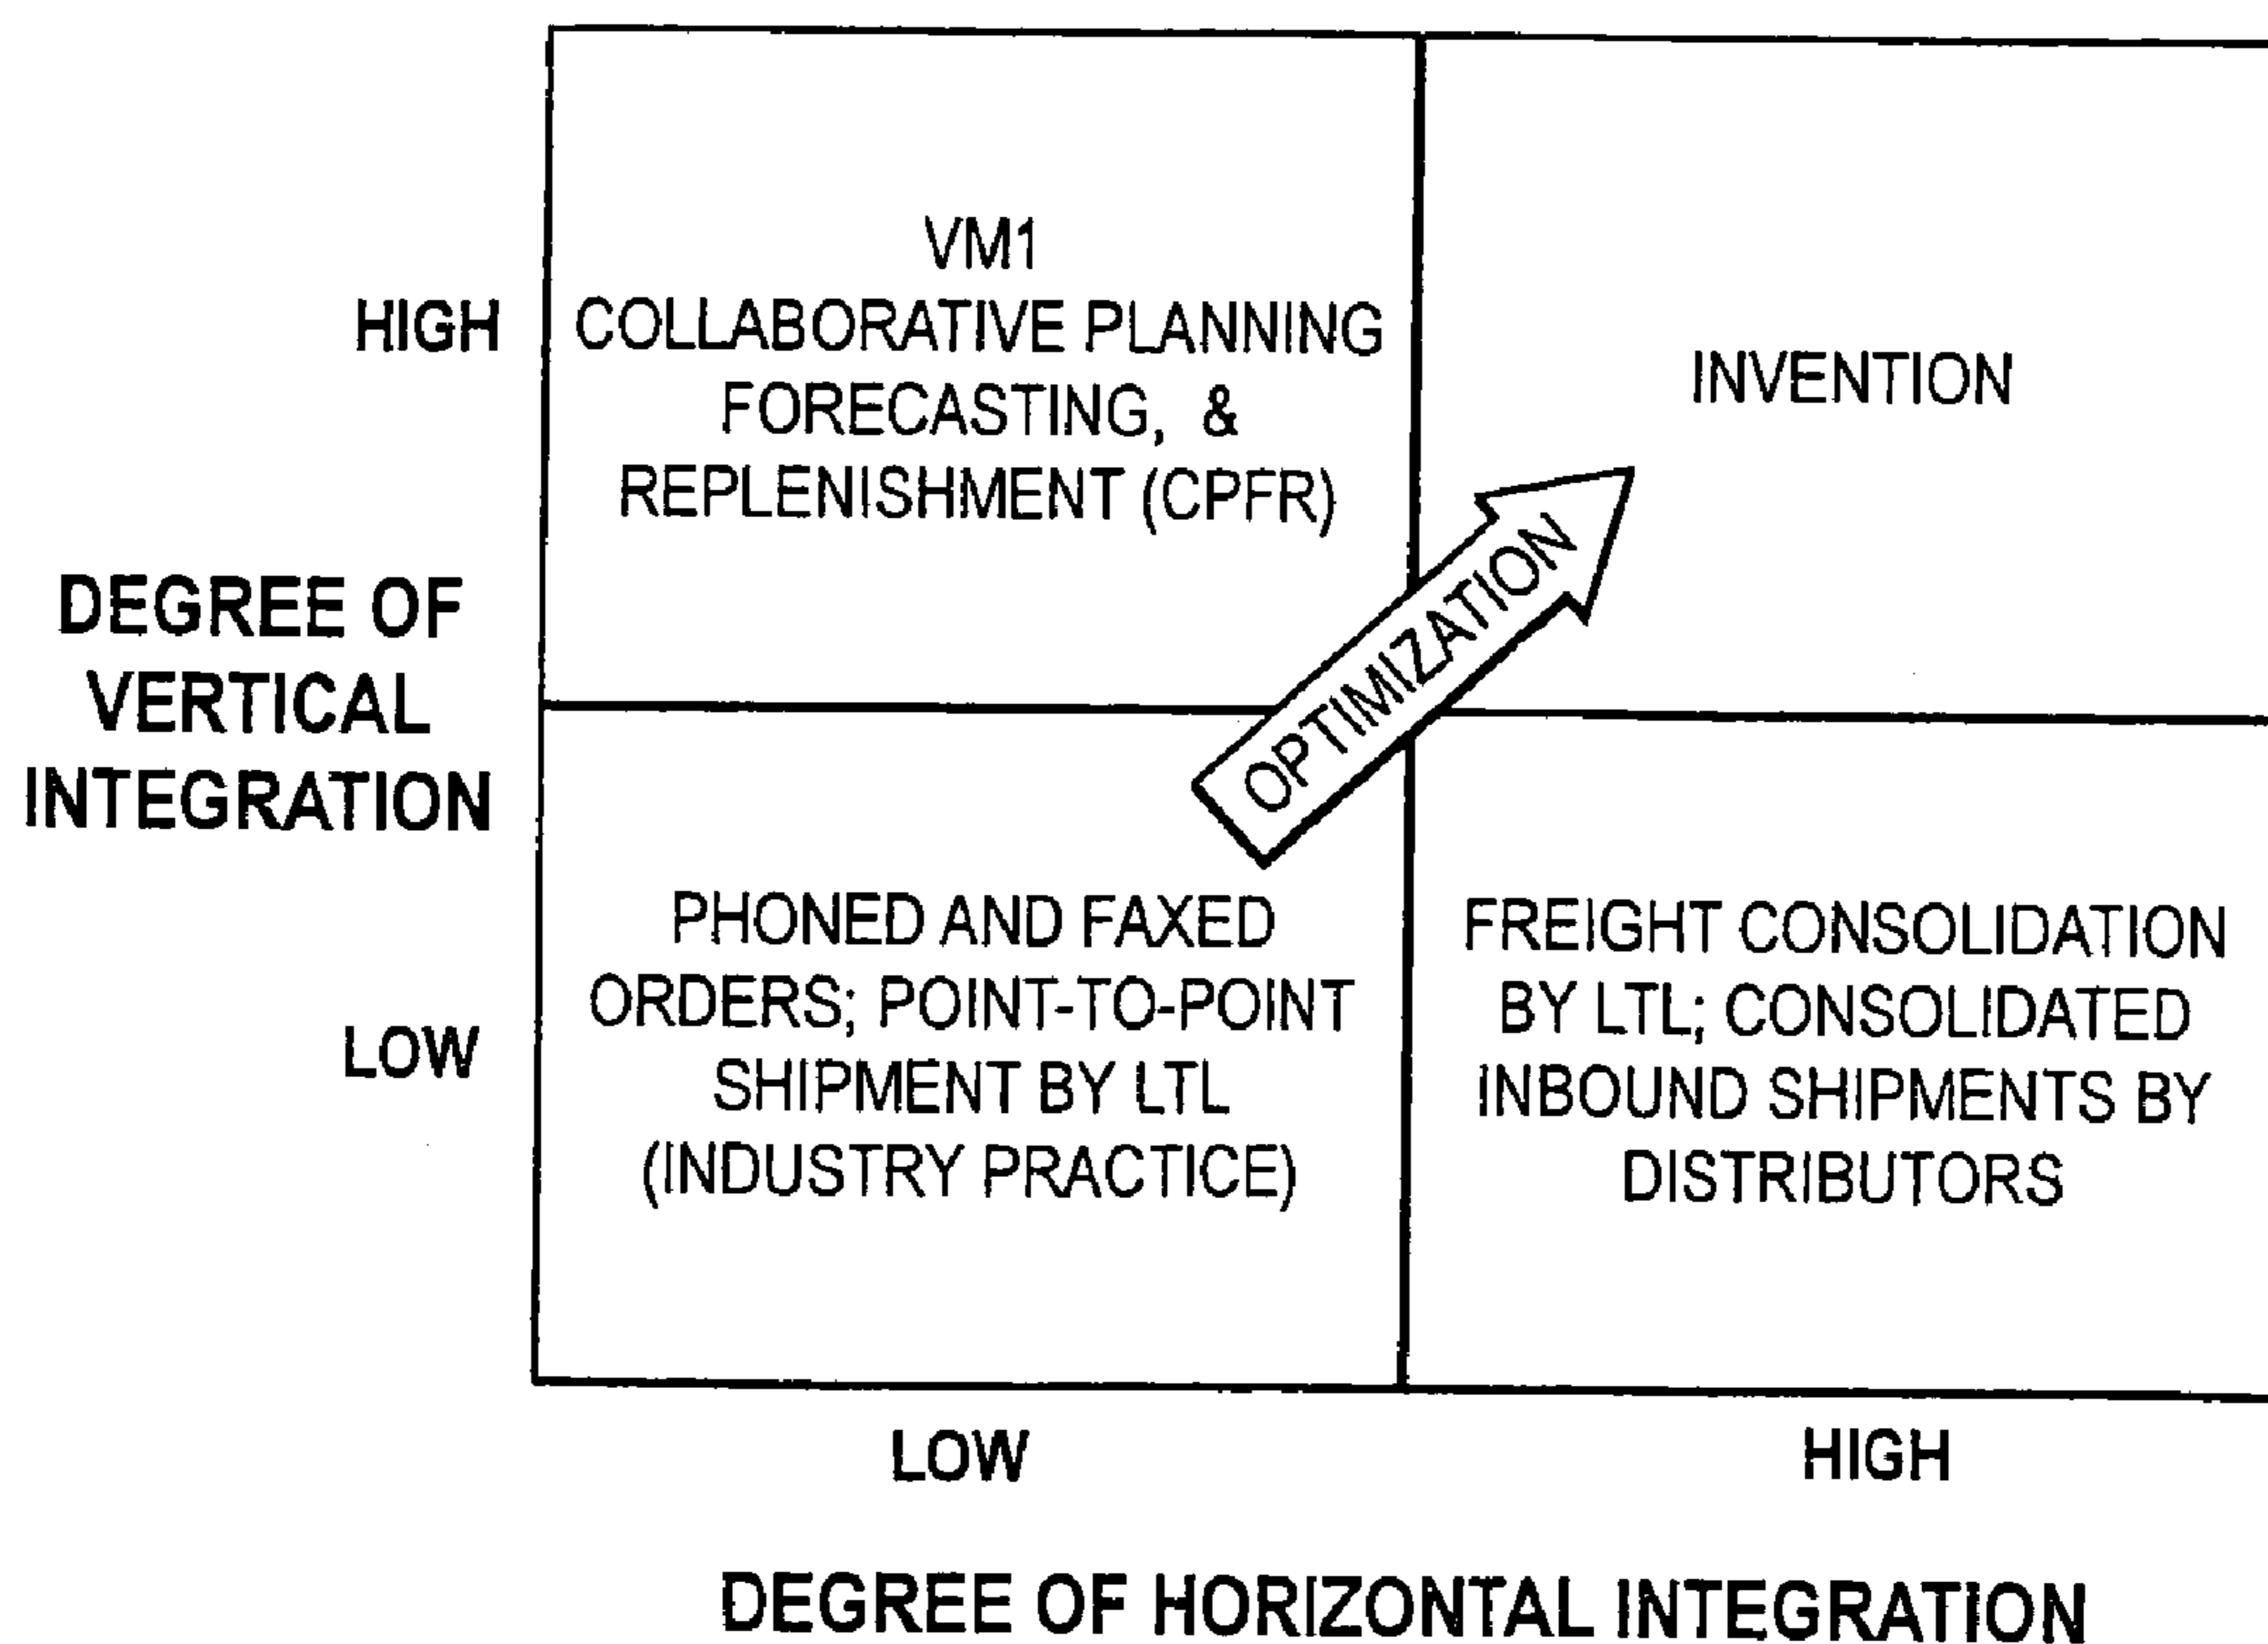 VM1
COLLABORATIVE PLANNING
FORECASTING, &
REPLENISHMENT (CPFR)
HIGH
INVENTION
OPTIMIZATION
DEGREE OF
VERTICAL
INTEGRATION
PHONED AND FAXED
ORDERS; POINT-TO-POINT
SHIPMENT BY LTL
(INDUSTRY PRACTICE)
LOW
FREIGHT CONSOLIDATION
BY LTL; CONSOLIDATED
INBOUND SHIPMENTS BY
DISTRIBUTORS
LOW
HIGH
DEGREE OF HORIZONTAL INTEGRATION